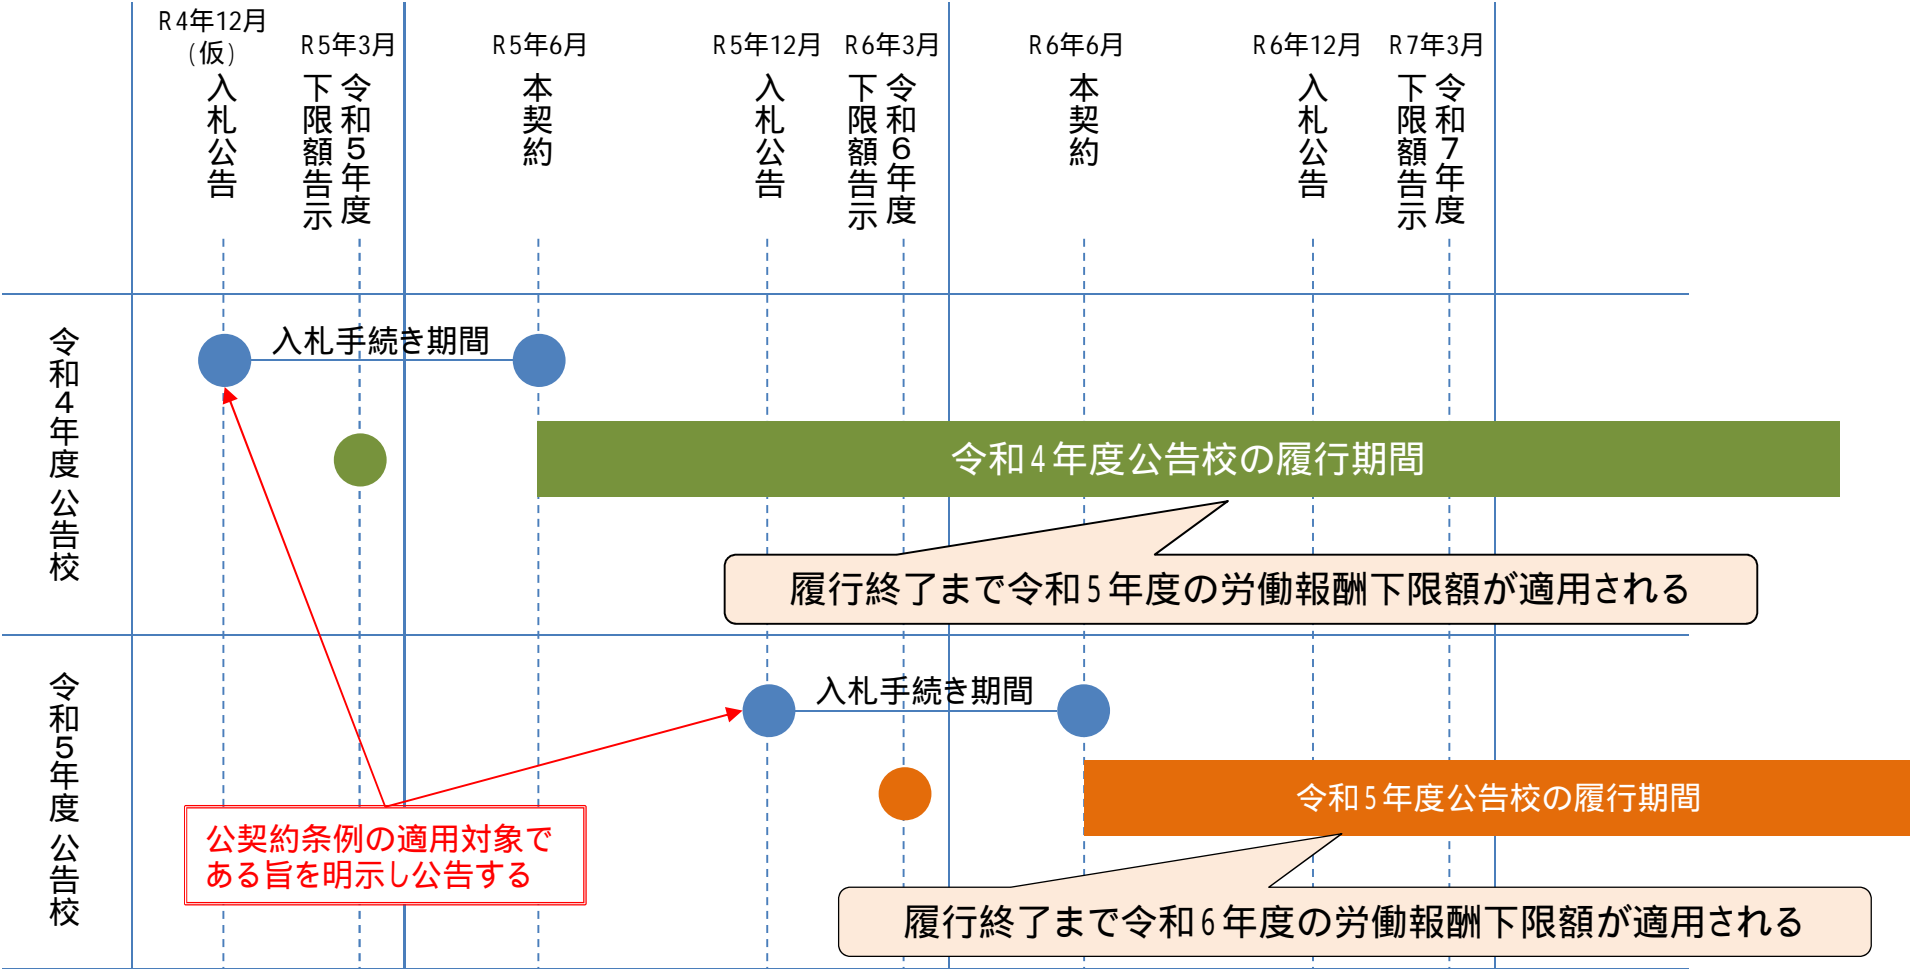 R4年12月
(仮)
入札公告
R5年3月
令和5年度
下限額告示
R5年6月
本契約
R5年12月
入札公告
R6年3月
令和6年度
下限額告示
R6年6月
本契約
R6年12月
入札公告
R7年3月
令和7年度
下限額告示
令和4年度 公告校
入札手続き期間
令和4年度公告校の履行期間
履行終了まで令和5年度の労働報酬下限額が適用される
令和5年度 公告校
入札手続き期間
令和5年度公告校の履行期間
公契約条例の適用対象で
ある旨を明示し公告する
履行終了まで令和6年度の労働報酬下限額が適用される